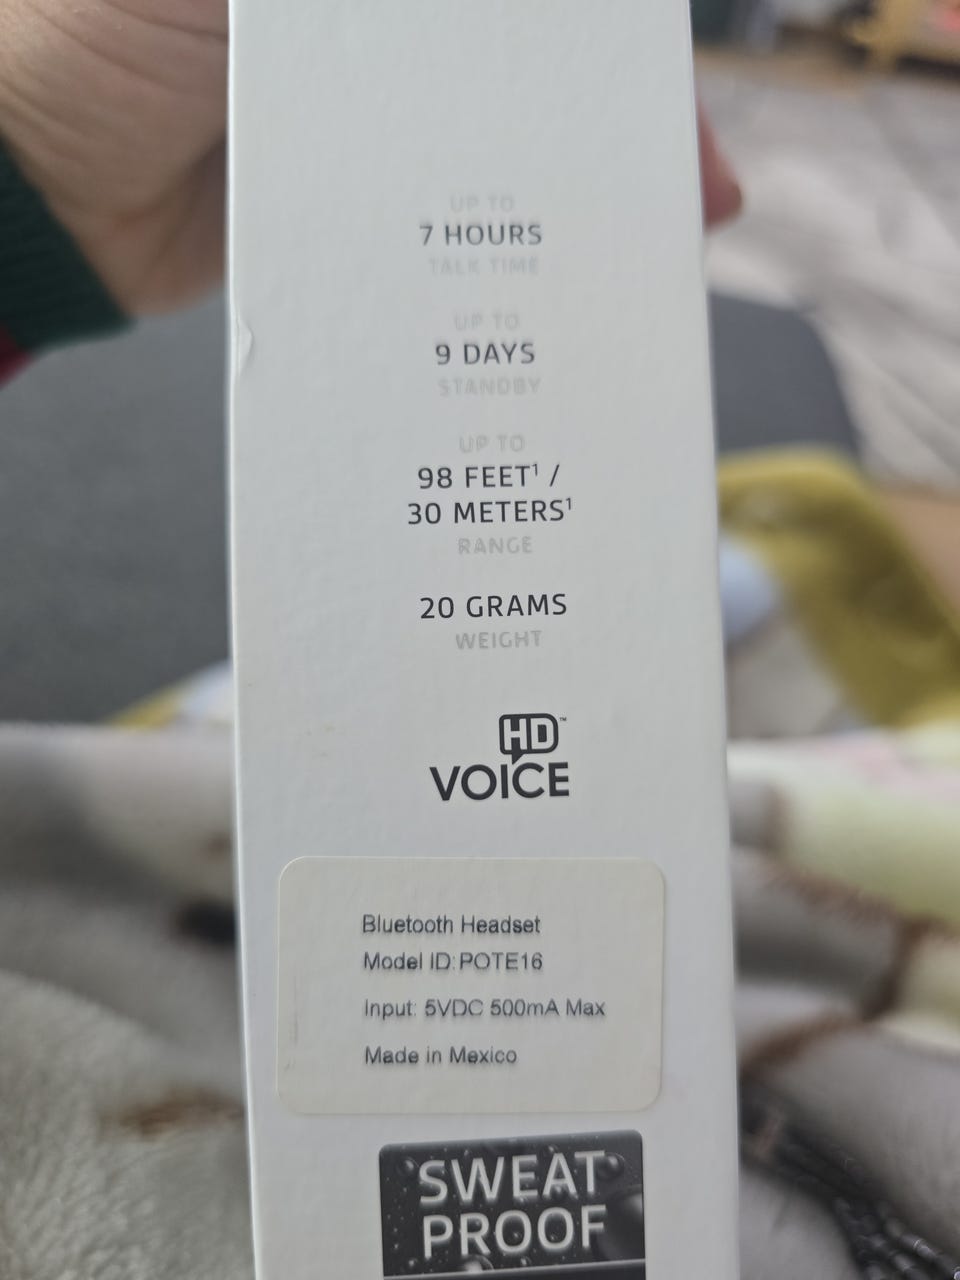 UP TO
7 HOURS
TALK TIME
UP TO
9 DAYS
STANDBY
UP TO
98 FEET¹ /
30 METERS¹
RANGE
20 GRAMS
WEIGHT
HD™
VOICE
Bluetooth Headset
Model ID:POTE16
Input: 5VDC 500mA Max
Made in Mexico
SWEAT
PROOF